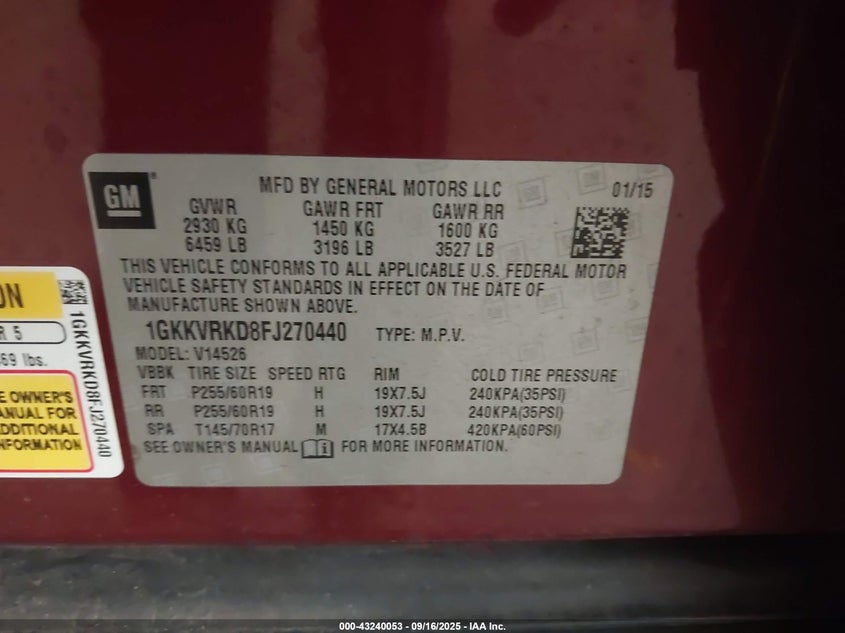 GM
MFD BY GENERAL MOTORS LLC 01/15
GVWR GAWR FRT GAWR RR
2930 KG 1450 KG 1600 KG
6459 LB 3196 LB 3527 LB
THIS VEHICLE CONFORMS TO ALL APPLICABLE U.S. FEDERAL MOTOR
VEHICLE SAFETY STANDARDS IN EFFECT ON THE DATE OF
MANUFACTURE SHOWN ABOVE.
1GKKVRKD8FJ270440 TYPE: M.P.V.
MODEL: V14526
VBBK TIRE SIZE SPEED RTG RIM COLD TIRE PRESSURE
FRT P255/60R19 H 19X7.5J 240KPA(35PSI)
RR P255/60R19 H 19X7.5J 240KPA(35PSI)
SPA T145/70R17 M 17X4.5B 420KPA(60PSI)
SEE OWNER'S MANUAL i FOR MORE INFORMATION.
ON
R 5
69 lbs.
E OWNER'S
MANUAL FOR
ADDITIONAL
INFORMATION
1GKKVRKD8FJ270440
000-43240053 - 09/16/2025 - IAA Inc.